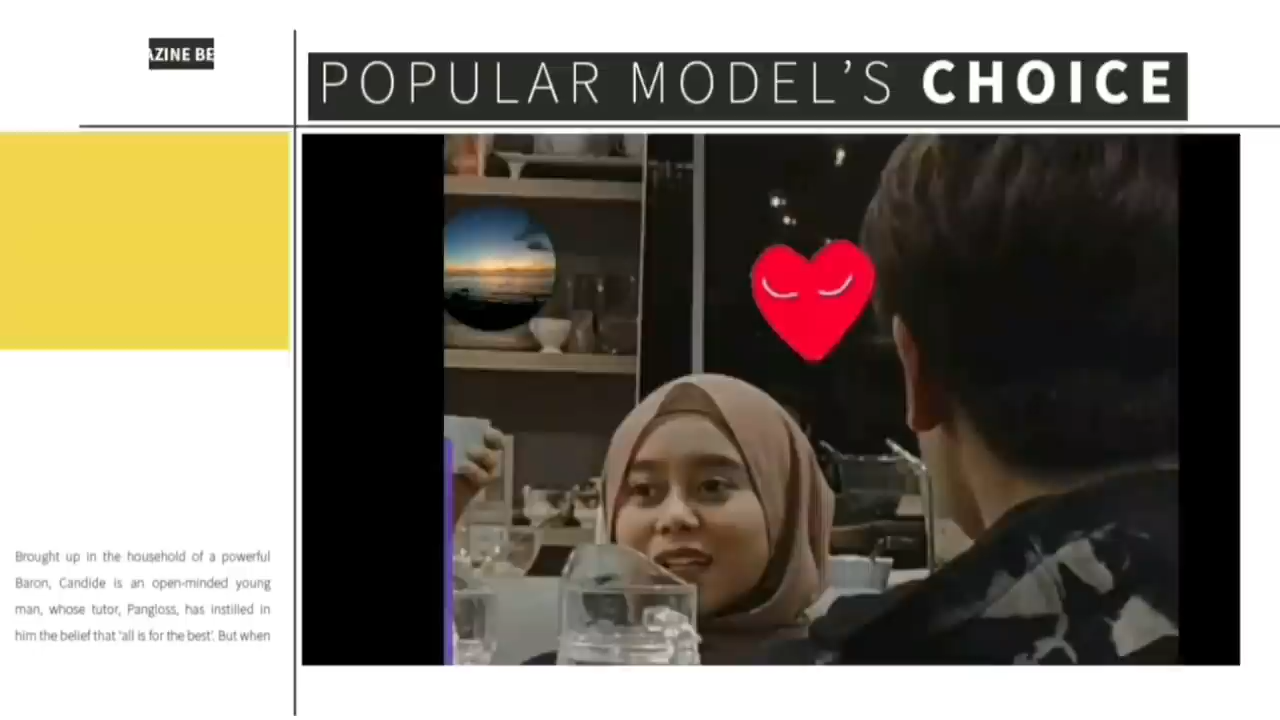 AZINE BE
POPULAR MODEL’S CHOICE
Brought up in the household of a powerful
Baron, Candide is an open-minded young
man, whose tutor, Pangloss, has instilled in
him the belief that ‘all is for the best’. But when